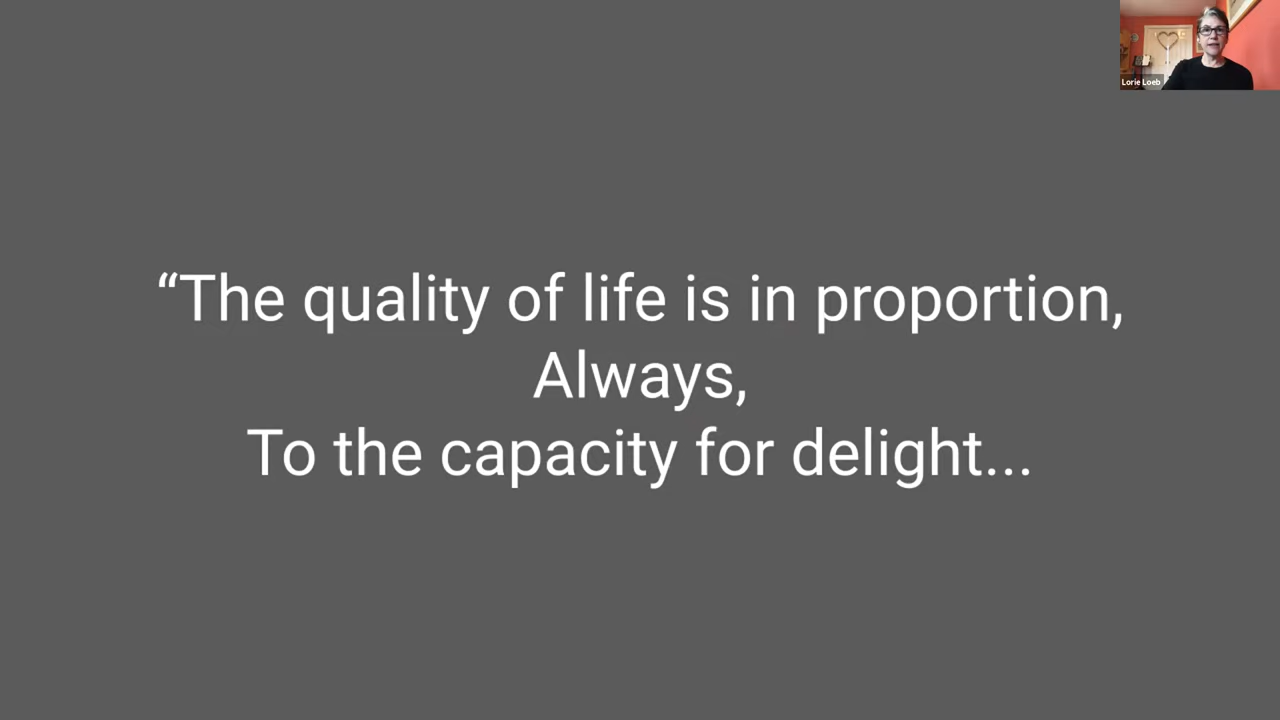 Lorie Loeb
“The quality of life is in proportion,
Always,
To the capacity for delight...